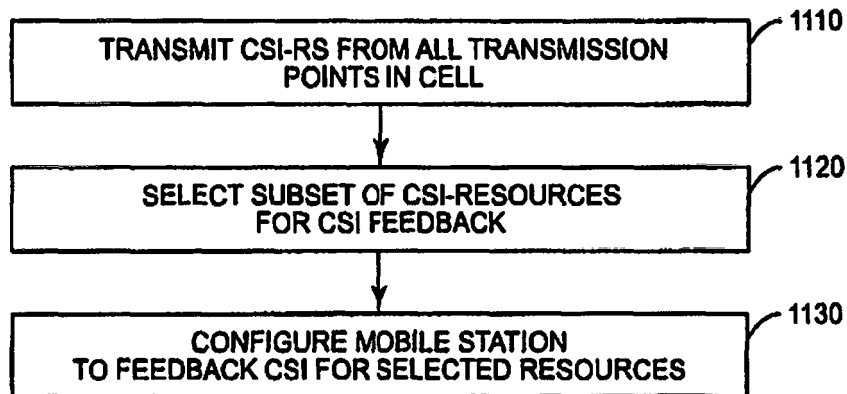 1110
TRANSMIT CSI-RS FROM ALL TRANSMISSION
POINTS IN CELL
1120
SELECT SUBSET OF CSI-RESOURCES
FOR CSI FEEDBACK
1130
CONFIGURE MOBILE STATION
TO FEEDBACK CSI FOR SELECTED RESOURCES